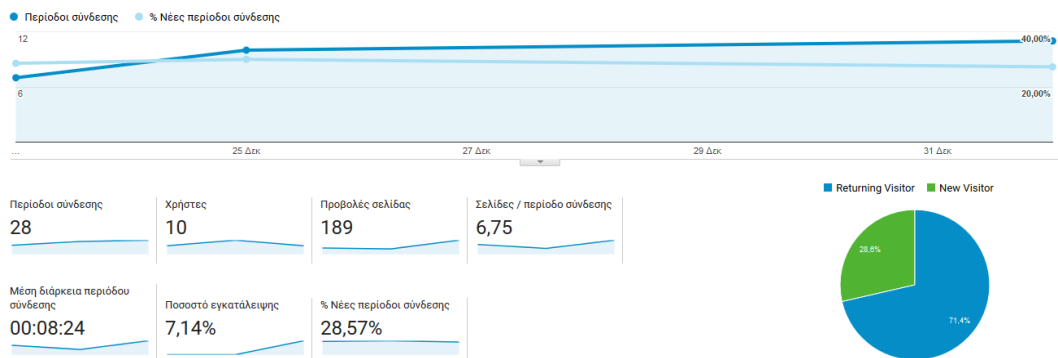 Περίοδοι σύνδεσης % Νέες περίοδοι σύνδεσης
12
40,00%
6
20,00%
... 25 Δεκ 27 Δεκ 29 Δεκ 31 Δεκ
Returning Visitor New Visitor
Περίοδοι σύνδεσης
28
Χρήστες
10
Προβολές σελίδας
189
Σελίδες / περίοδο σύνδεσης
6,75
28,6%
71,4%
Μέση διάρκεια περιόδου
σύνδεσης
00:08:24
Ποσοστό εγκατάλειψης
7,14%
% Νέες περίοδοι σύνδεσης
28,57%